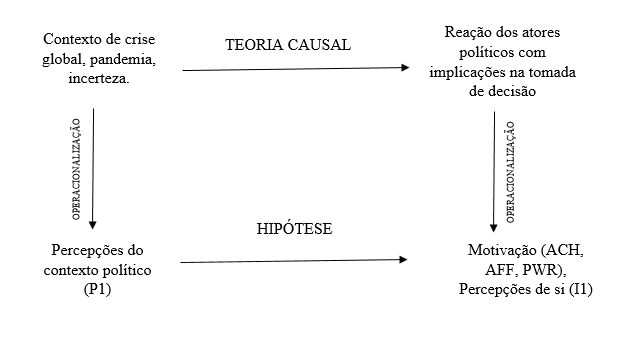 Contexto de crise
global, pandemia,
incerteza.
TEORIA CAUSAL
Reação dos atores
políticos com
implicações na tomada
de decisão
OPERACIONALIZAÇÃO
OPERACIONALIZAÇÃO
Percepções do
contexto político
(P1)
HIPÓTESE
Motivação (ACH,
AFF, PWR),
Percepções de si (I1)